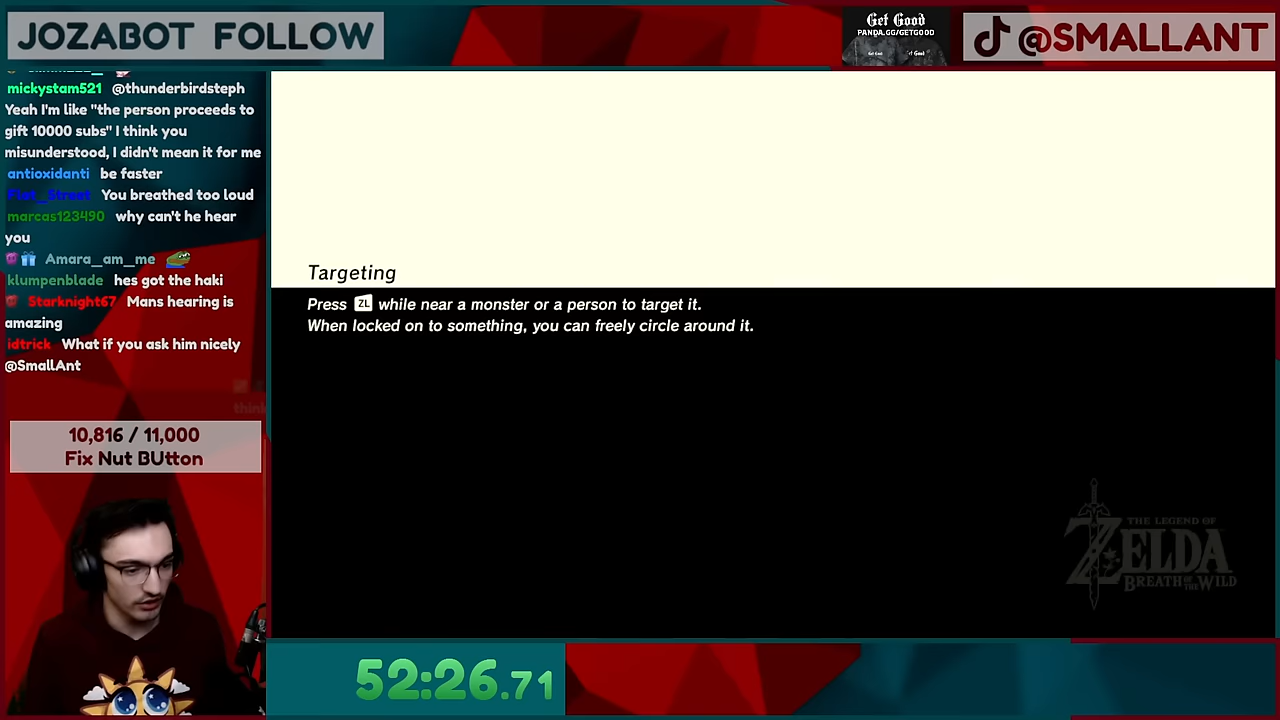 JOZABOT FOLLOW
Get Good
PANDA.GG/GETGOOD
@SMALLANT
mickystam521 @thunderbirdsteph
Yeah I'm like "the person proceeds to
gift 10000 subs" I think you
misunderstood, I didn't mean it for me
antioxidanti be faster
Flat_Street You breathed too loud
marcas123490 why can't he hear
you
Amara_am_me
klumpenblade hes got the haki
Starknight67 Mans hearing is
amazing
idtrick What if you ask him nicely
@SmallAnt
think
10,816 / 11,000
Fix Nut BUtton
Targeting
Press ZL while near a monster or a person to target it.
When locked on to something, you can freely circle around it.
THE LEGEND OF
ZELDA
BREATH OF THE WILD
52:26.71